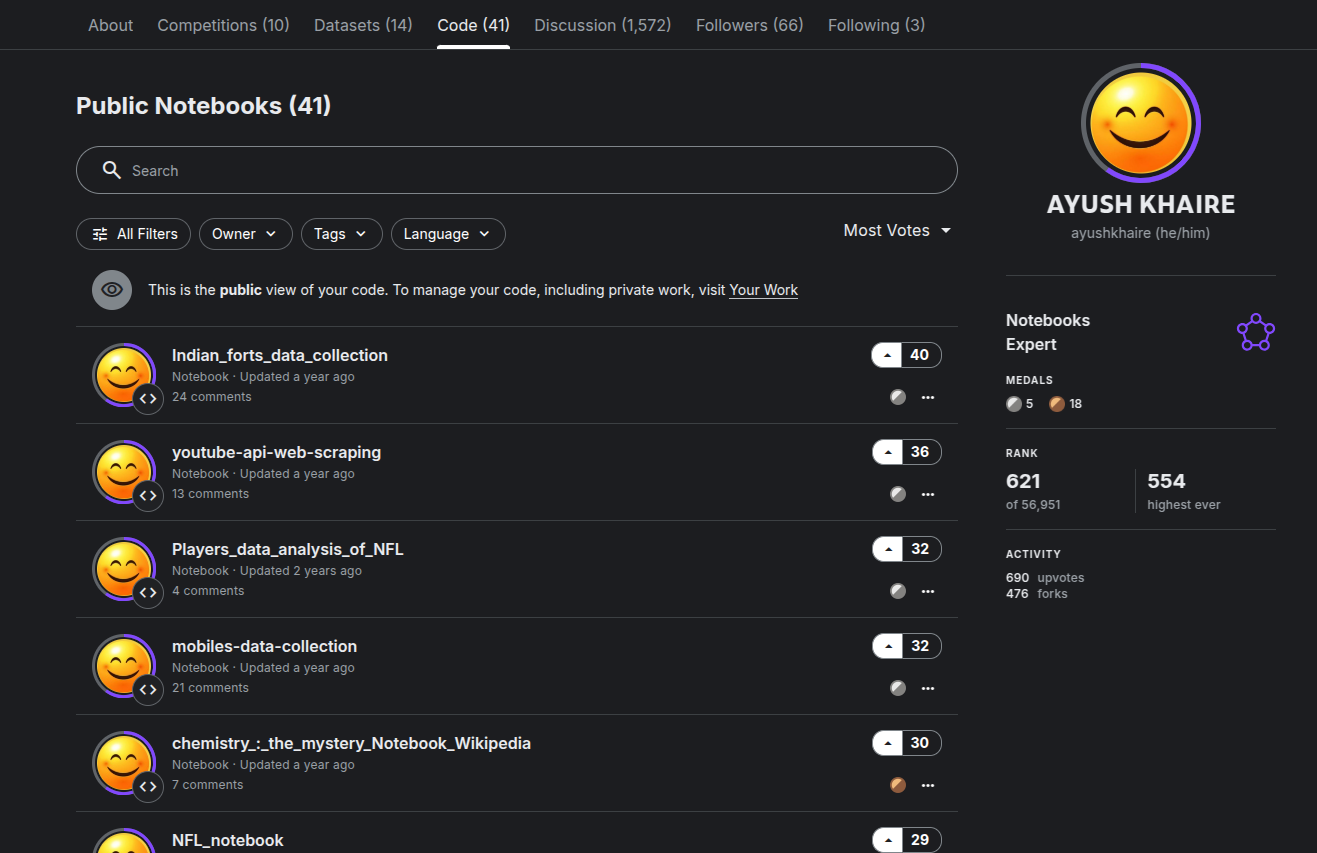 About Competitions (10) Datasets (14) Code (41) Discussion (1,572) Followers (66) Following (3)
Public Notebooks (41)
Search
All Filters Owner Tags Language Most Votes
This is the public view of your code. To manage your code, including private work, visit Your Work
Indian_forts_data_collection 40
Notebook · Updated a year ago
24 comments
youtube-api-web-scraping 36
Notebook · Updated a year ago
13 comments
Players_data_analysis_of_NFL 32
Notebook · Updated 2 years ago
4 comments
mobiles-data-collection 32
Notebook · Updated a year ago
21 comments
chemistry_:_the_mystery_Notebook_Wikipedia 30
Notebook · Updated a year ago
7 comments
NFL_notebook 29
AYUSH KHAIRE
ayushkhaire (he/him)
Notebooks
Expert
MEDALS
5 18
RANK
621 554
of 56,951 highest ever
ACTIVITY
690 upvotes
476 forks